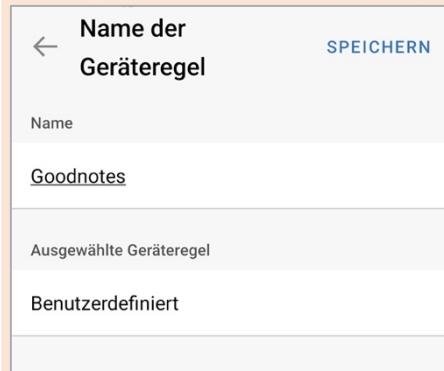 Name der
Geräteregel
SPEICHERN
Name
Goodnotes
Ausgewählte Geräteregel
Benutzerdefiniert